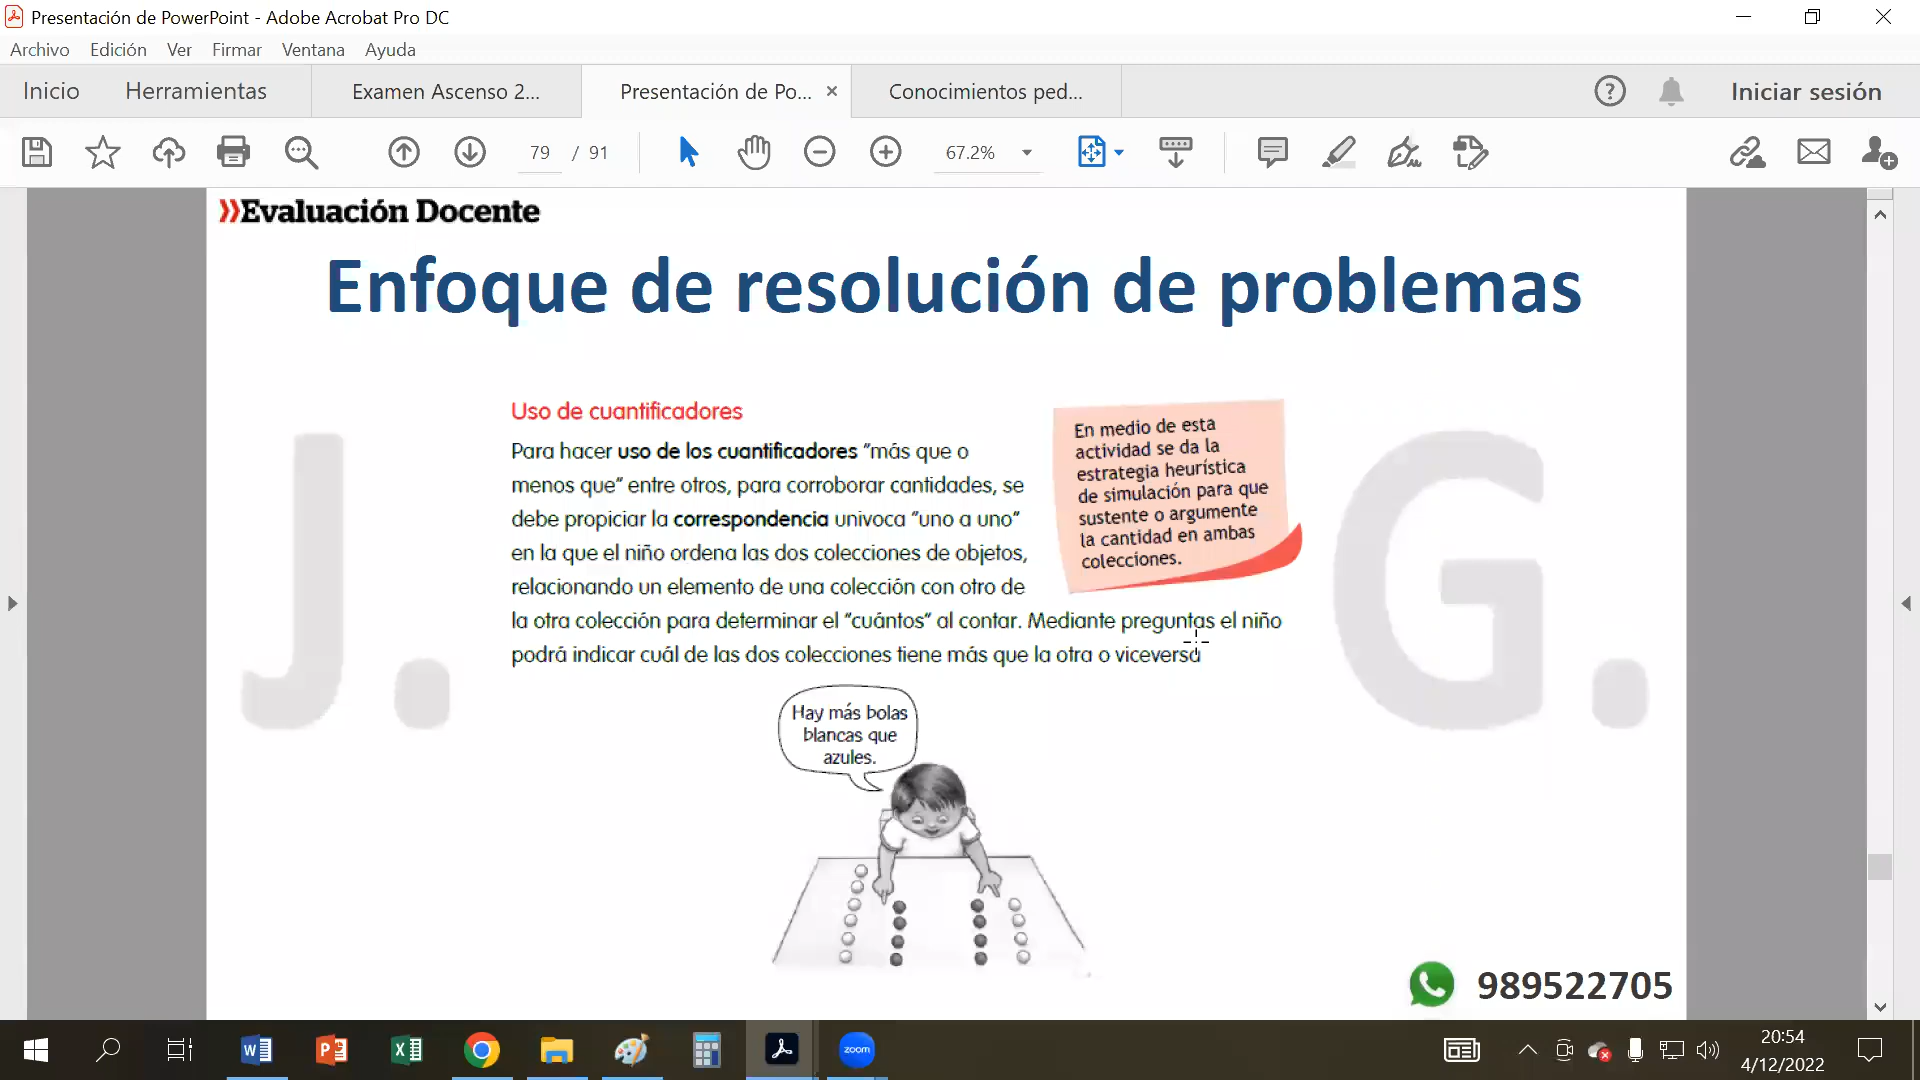 Presentación de PowerPoint - Adobe Acrobat Pro DC
Archivo Edición Ver Firmar Ventana Ayuda
Inicio Herramientas Examen Ascenso 2... Presentación de Po... × Conocimientos ped... Iniciar sesión
79 / 91 67.2%
Evaluación Docente
Enfoque de resolución de problemas
J. G.
Uso de cuantificadores
Para hacer uso de los cuantificadores "más que o
menos que" entre otros, para corroborar cantidades, se
debe propiciar la correspondencia univoca "uno a uno"
en la que el niño ordena las dos colecciones de objetos,
relacionando un elemento de una colección con otro de
la otra colección para determinar el "cuántos" al contar. Mediante preguntas el niño
podrá indicar cuál de las dos colecciones tiene más que la otra o viceversa
En medio de esta
actividad se da la
estrategia heurística
de simulación para que
sustente o argumente
la cantidad en ambas
colecciones.
Hay más bolas
blancas que
azules.
989522705
zoom
20:54
4/12/2022